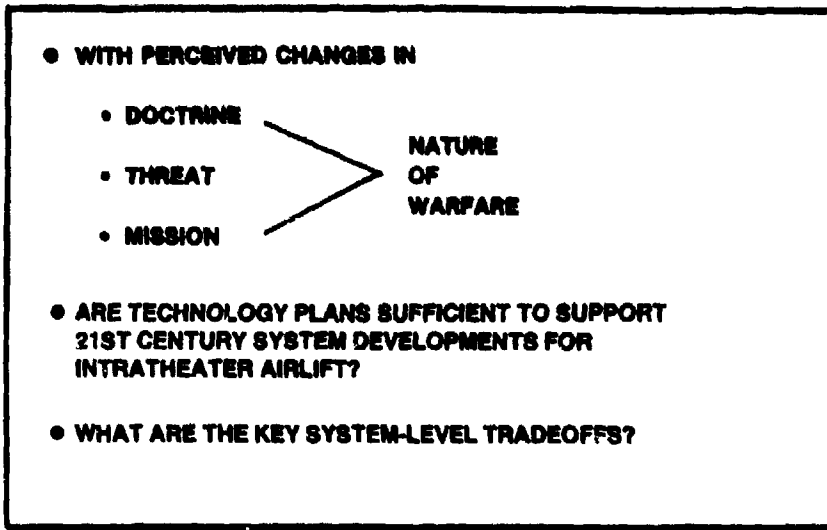 • WITH PERCEIVED CHANGES IN
• DOCTRINE
• THREAT
• MISSION
NATURE
OF
WARFARE
• ARE TECHNOLOGY PLANS SUFFICIENT TO SUPPORT
21ST CENTURY SYSTEM DEVELOPMENTS FOR
INTRATHEATER AIRLIFT?
• WHAT ARE THE KEY SYSTEM-LEVEL TRADEOFFS?